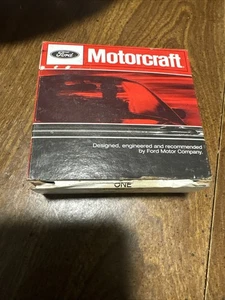 Ford
Motorcraft
Designed, engineered and recommended
by Ford Motor Company.
ONE